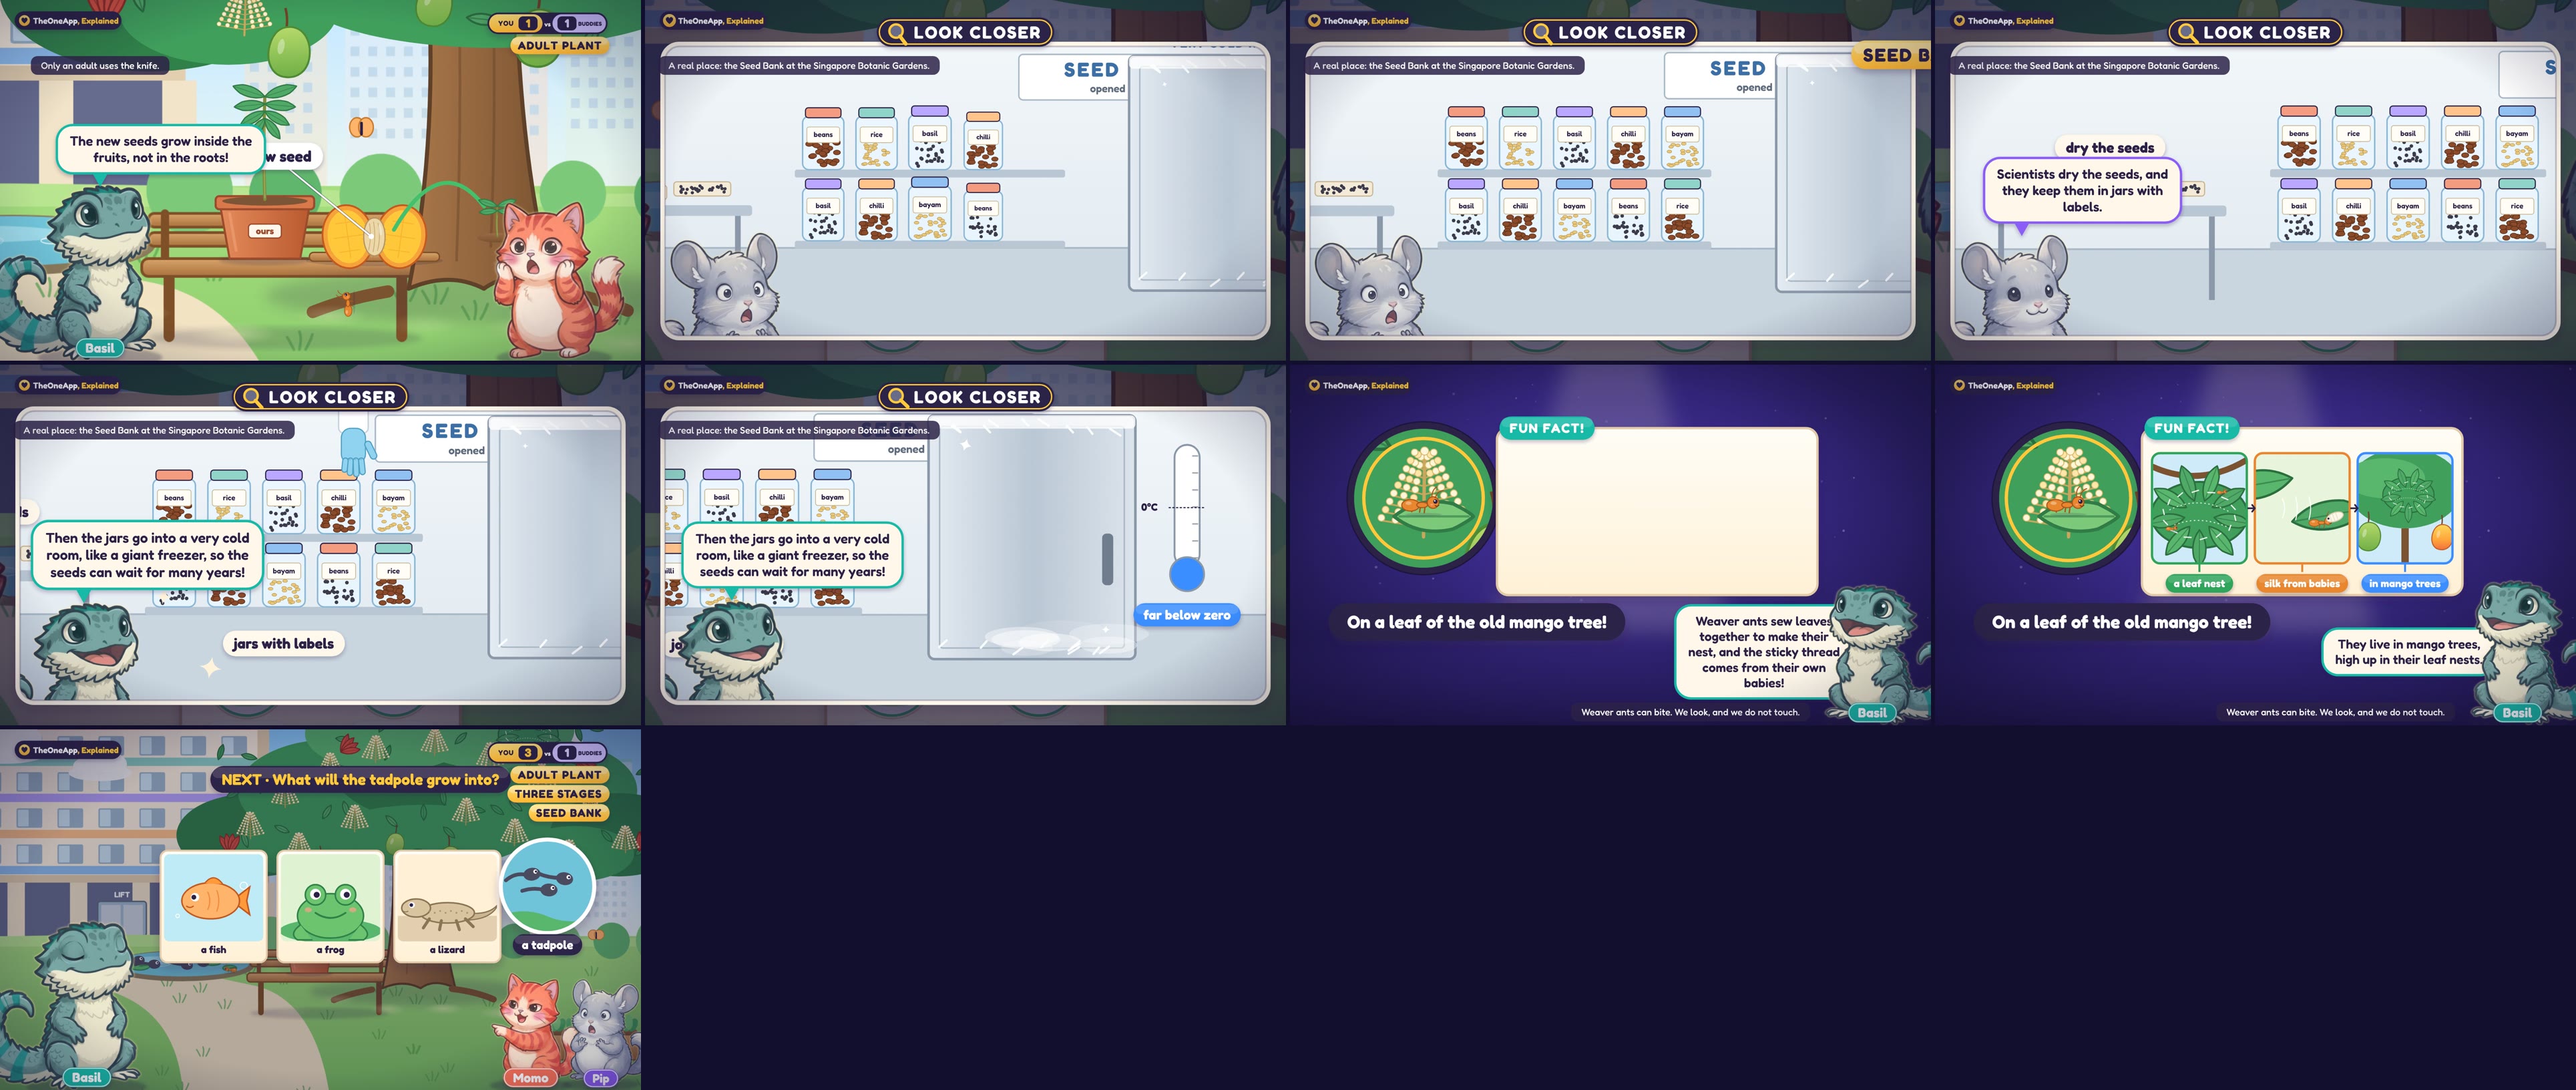 TheOneApp, Explained
YOU 1 vs 1 BUDDIES
ADULT PLANT
Only an adult uses the knife.
The new seeds grow inside the
fruits, not in the roots!
w seed
ours
Basil
TheOneApp, Explained
LOOK CLOSER
A real place: the Seed Bank at the Singapore Botanic Gardens.
SEED
opened
beans
rice
basil
chilli
basil
chilli
bayam
beans
TheOneApp, Explained
LOOK CLOSER
SEED B
A real place: the Seed Bank at the Singapore Botanic Gardens.
SEED
opened
beans
rice
basil
chilli
bayam
basil
chilli
bayam
beans
rice
TheOneApp, Explained
LOOK CLOSER
A real place: the Seed Bank at the Singapore Botanic Gardens.
S
beans
rice
basil
chilli
bayam
dry the seeds
Scientists dry the seeds, and
they keep them in jars with
labels.
basil
chilli
bayam
beans
rice
TheOneApp, Explained
LOOK CLOSER
A real place: the Seed Bank at the Singapore Botanic Gardens.
SEED
opened
beans
rice
basil
chilli
bayam
ls
Then the jars go into a very cold
room, like a giant freezer, so the
seeds can wait for many years!
bayam
beans
rice
jars with labels
TheOneApp, Explained
LOOK CLOSER
A real place: the Seed Bank at the Singapore Botanic Gardens.
opened
ce
basil
chilli
bayam
0°C
Then the jars go into a very cold
room, like a giant freezer, so the
seeds can wait for many years!
illi
far below zero
jo
TheOneApp, Explained
FUN FACT!
On a leaf of the old mango tree!
Weaver ants sew leaves
together to make their
nest, and the sticky thread
comes from their own
babies!
Weaver ants can bite. We look, and we do not touch.
Basil
TheOneApp, Explained
FUN FACT!
a leaf nest
silk from babies
in mango trees
On a leaf of the old mango tree!
They live in mango trees,
high up in their leaf nests.
Weaver ants can bite. We look, and we do not touch.
Basil
TheOneApp, Explained
YOU 3 vs 1 BUDDIES
NEXT · What will the tadpole grow into?
ADULT PLANT
THREE STAGES
SEED BANK
LIFT
a fish
a frog
a lizard
a tadpole
Basil
Momo
Pip